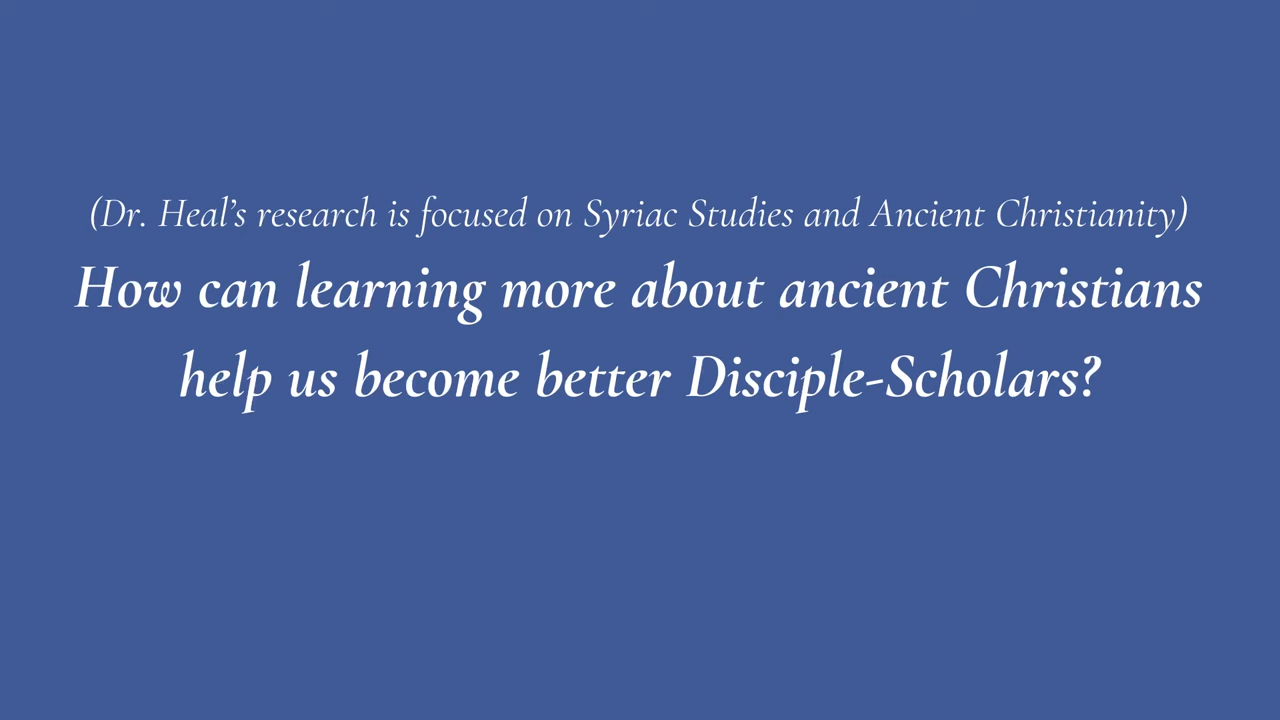 (Dr. Heal’s research is focused on Syriac Studies and Ancient Christianity)
How can learning more about ancient Christians
help us become better Disciple-Scholars?